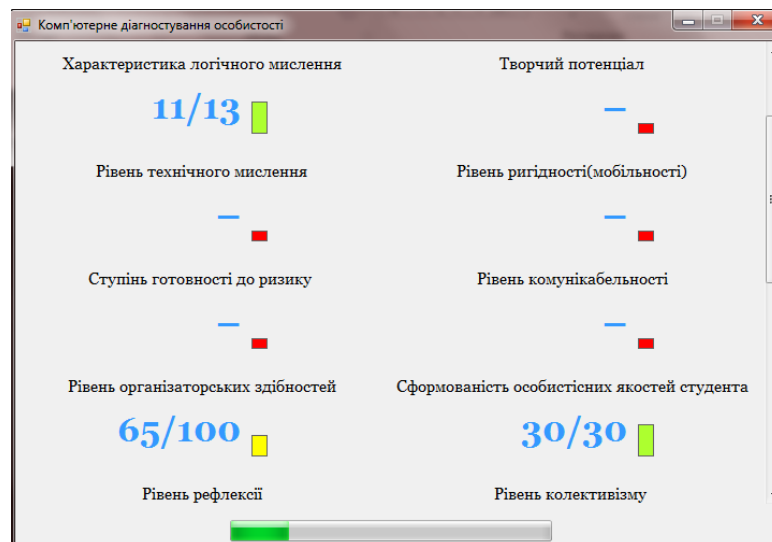 Комп'ютерне діагностування особистості
Характеристика логічного мислення
Творчий потенціал
11/13
–
Рівень технічного мислення
Рівень ригідності(мобільності)
–
–
Ступінь готовності до ризику
Рівень комунікабельності
–
–
Рівень організаторських здібностей
Сформованість особистісних якостей студента
65/100
30/30
Рівень рефлексії
Рівень колективізму